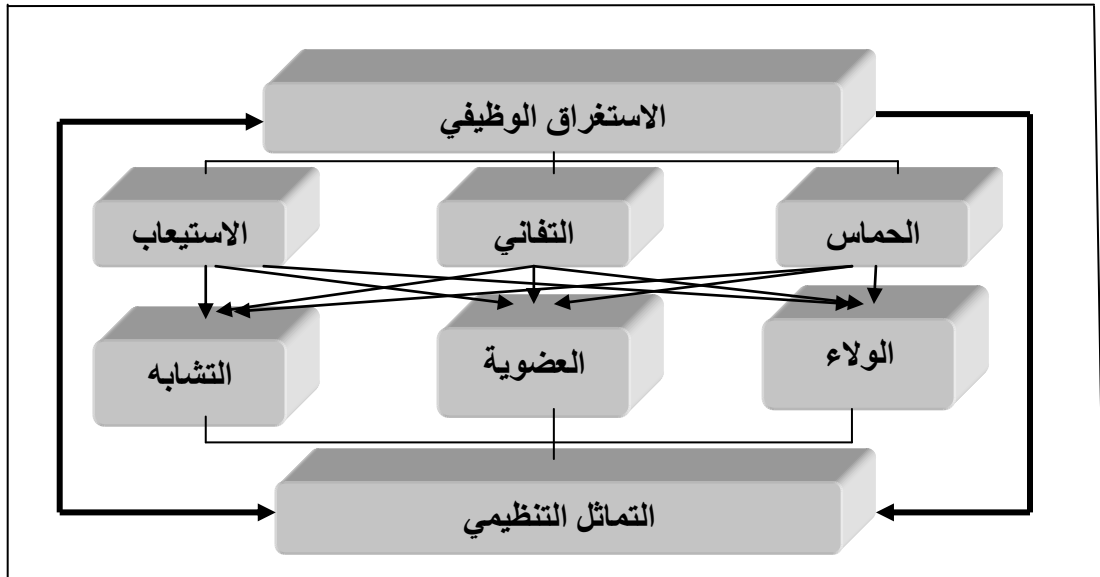 الاستغراق الوظيفي
الحماس
التفاني
الاستيعاب
الولاء
العضوية
التشابه
التماثل التنظيمي